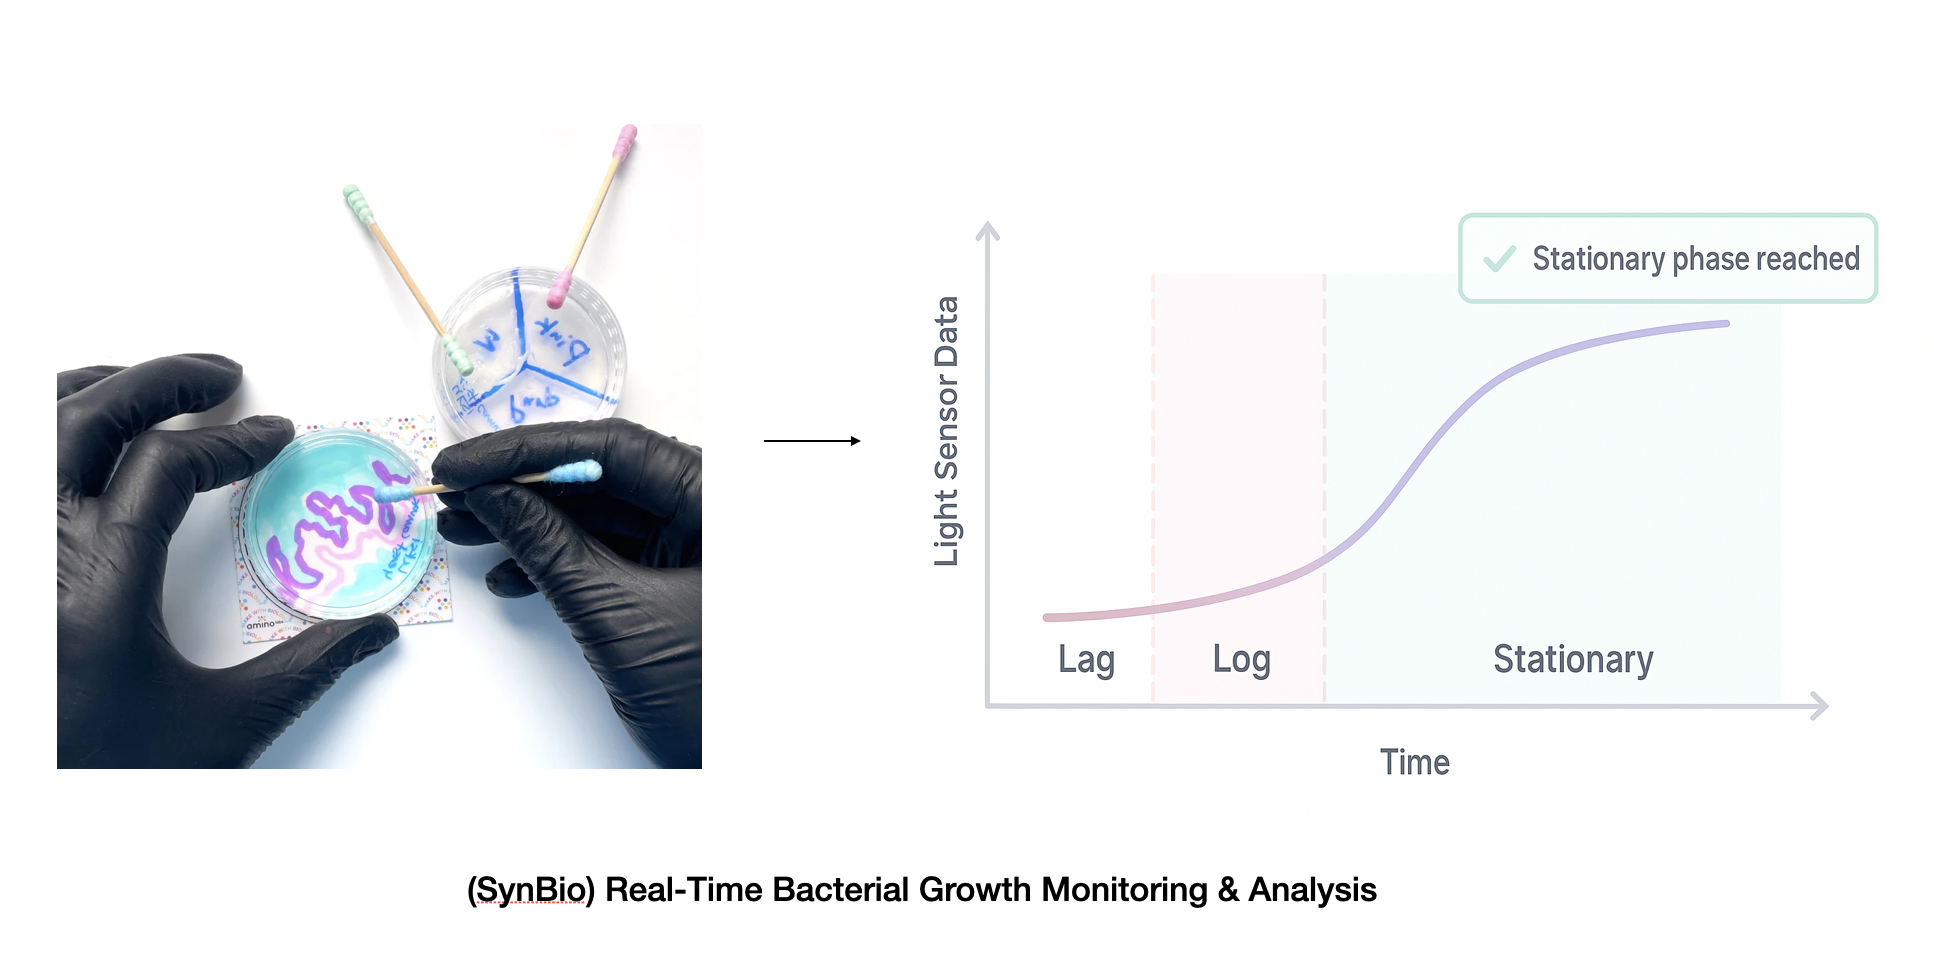 Pink
amino labs
Stationary phase reached
Light Sensor Data
Lag
Log
Stationary
Time
(SynBio) Real-Time Bacterial Growth Monitoring & Analysis